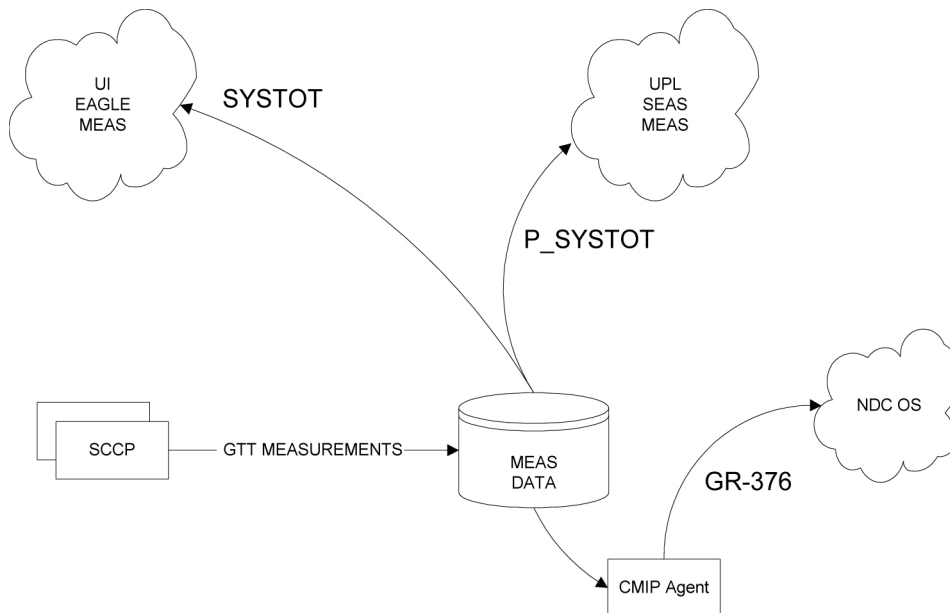 UI
EAGLE
MEAS
SYSTOT
UPL
SEAS
MEAS
P_SYSTOT
NDC OS
SCCP
GTT MEASUREMENTS
MEAS
DATA
GR-376
CMIP Agent